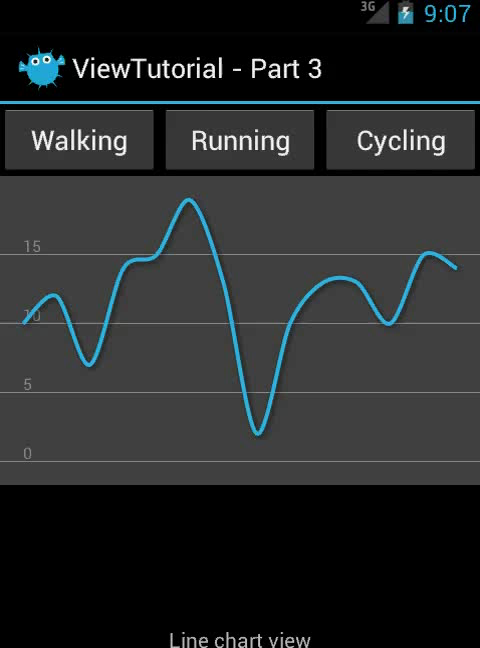 3G 9:07
ViewTutorial - Part 3
Walking Running Cycling
15
10
5
0
Line chart view